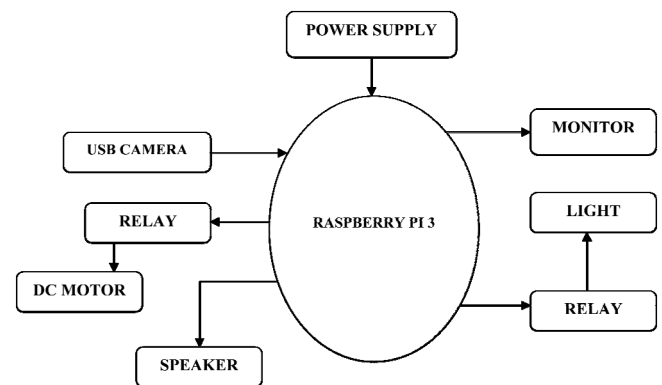 POWER SUPPLY
MONITOR
USB CAMERA
RELAY
RASPBERRY PI 3
LIGHT
DC MOTOR
RELAY
SPEAKER